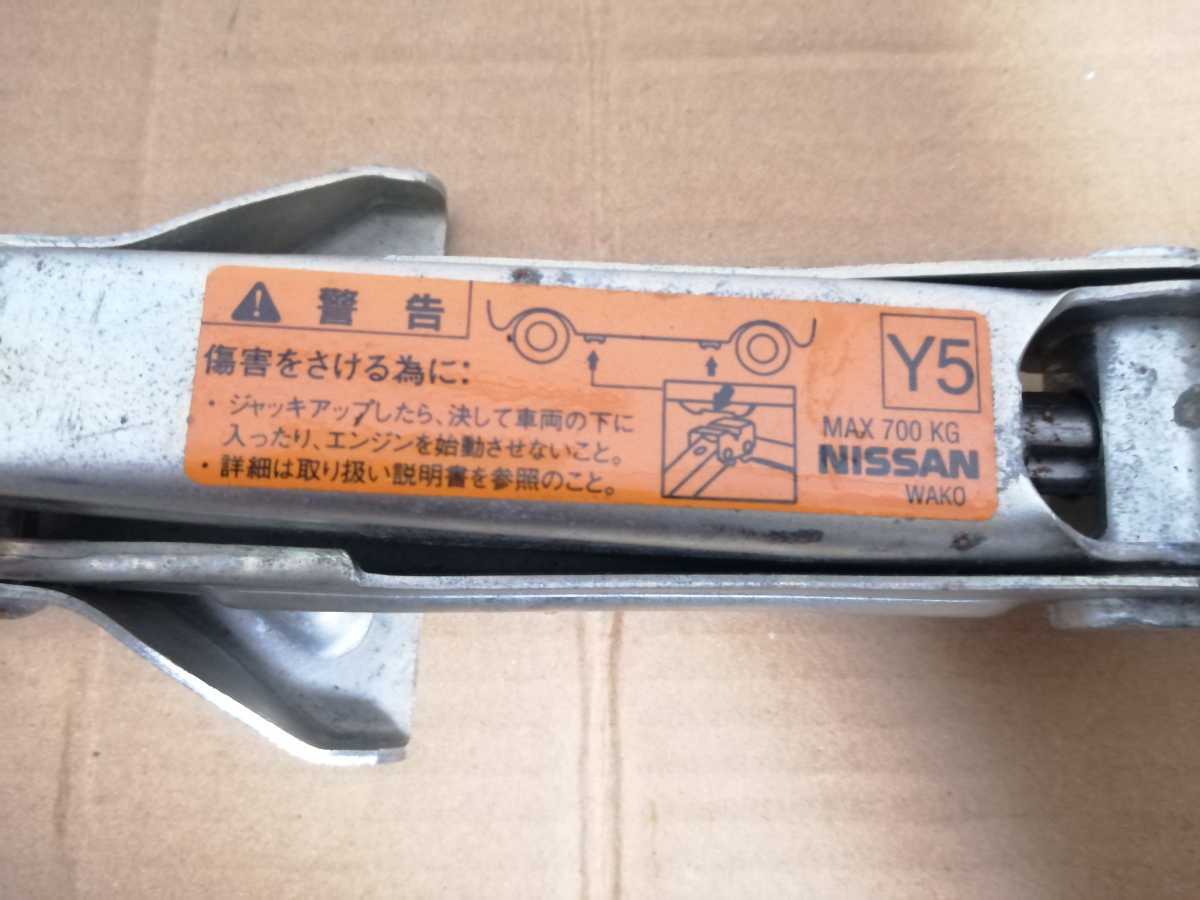 警告
傷害をさける為に:
・ジャッキアップしたら、決して車両の下に
入ったり、エンジンを始動させないこと。
・詳細は取り扱い説明書を参照のこと。
Y5
MAX 700 KG
NISSAN
WAKO